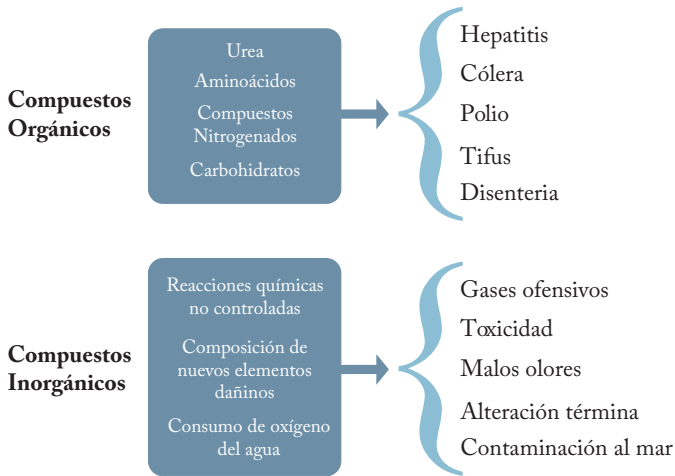 Compuestos
Orgánicos
Urea
Aminoácidos
Compuestos
Nitrogenados
Carbohidratos
Hepatitis
Cólera
Polio
Tifus
Disenteria
Compuestos
Inorgánicos
Reacciones químicas
no controladas
Composición de
nuevos elementos
dañinos
Consumo de oxígeno
del agua
Gases ofensivos
Toxicidad
Malos olores
Alteración términa
Contaminación al mar